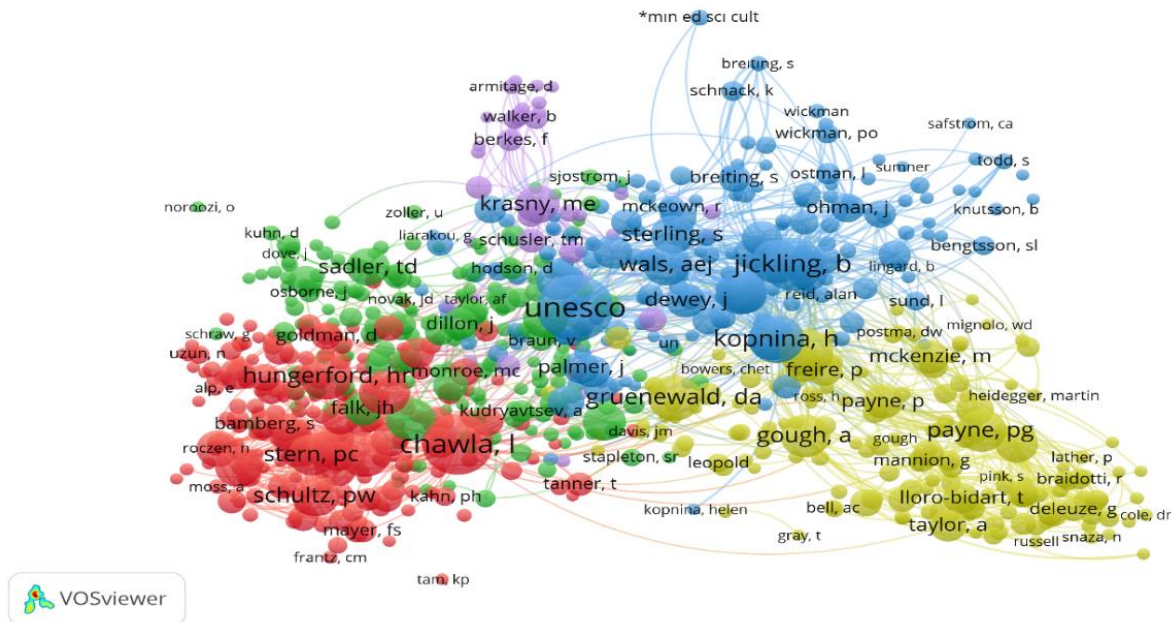 *min ed sci cult
breiting, s
armitage, d
schnack, k
walker, b
wickman
safstrom, ca
wickman, po
berkes, f
sjostrom, j
breiting, s
ostman, l
sumner
todd, s
noroozi, o
zoller, u
krasny, me
mckeown, r
ohman, j
knutsson, b
kuhn, d
liarakou, g
schusler, tm
sterling, s
bengtsson, sl
dove, j
sadler, td
hodson, d
wals, aej
jickling, b
lingard, b
osborne, j
novak, jd
taylor, af
unesco
dewey, j
reid, alan
sund, l
schraw, g
goldman, d
dillon, j
braun, v
un
kopnina, h
postma, dw
mignolo, wd
uzun, n
hungerford, hr
monroe, mc
palmer, j
bowers, chet
freire, p
mckenzie, m
alp, e
falk, jh
kudryavtsev, a
gruenewald, da
ross, h
payne, p
heidegger, martin
bamberg, s
chawla, l
davis, jm
gough, a
gough
payne, pg
roczen, n
stern, pc
stapleton, sr
leopold
mannion, g
lather, p
moss, a
schultz, pw
kahn, ph
tanner, t
pink, s
braidotti, r
mayer, fs
kopnina, helen
bell, ac
lloro-bidart, t
deleuze, g
cole, dr
frantz, cm
gray, t
taylor, a
russell
snaza, n
tam, kp
VOSviewer